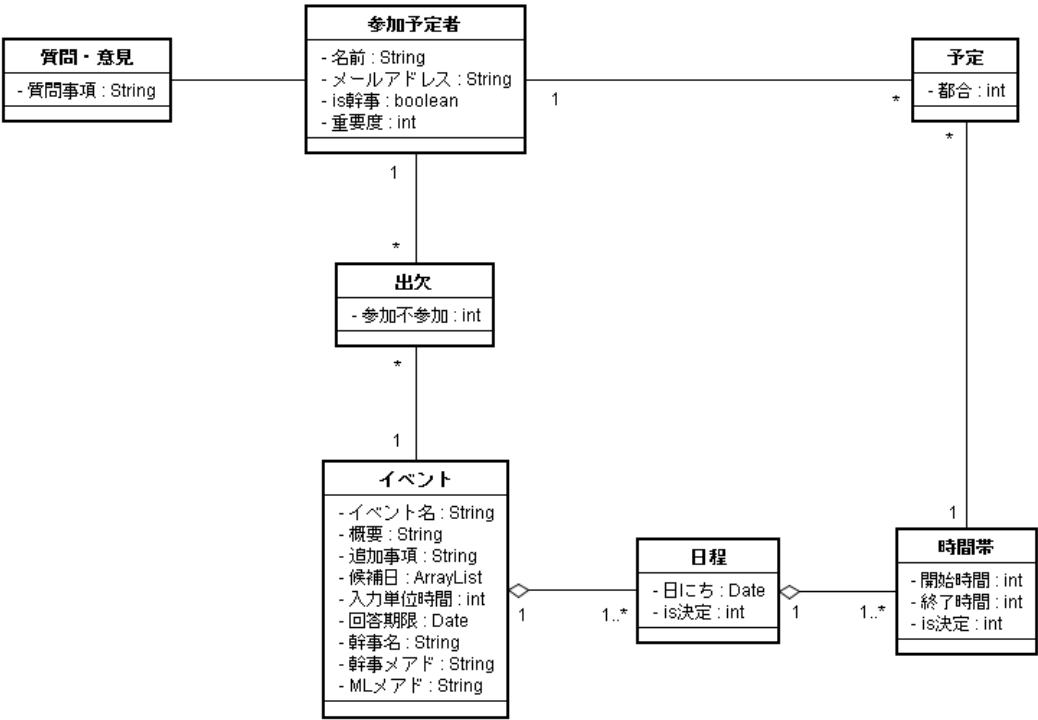 質問・意見
- 質問事項 : String
参加予定者
- 名前 : String
- メールアドレス : String
- is幹事 : boolean
- 重要度 : int
予定
- 都合 : int
1
*
1
*
*
1
出欠
- 参加不参加 : int
*
1
イベント
- イベント名 : String
- 概要 : String
- 追加事項 : String
- 候補日 : ArrayList
- 入力単位時間 : int
- 回答期限 : Date
- 幹事名 : String
- 幹事メアド : String
- MLメアド : String
1
1..*
日程
- 日にち : Date
- is決定 : int
1
1..*
時間帯
- 開始時間 : int
- 終了時間 : int
- is決定 : int